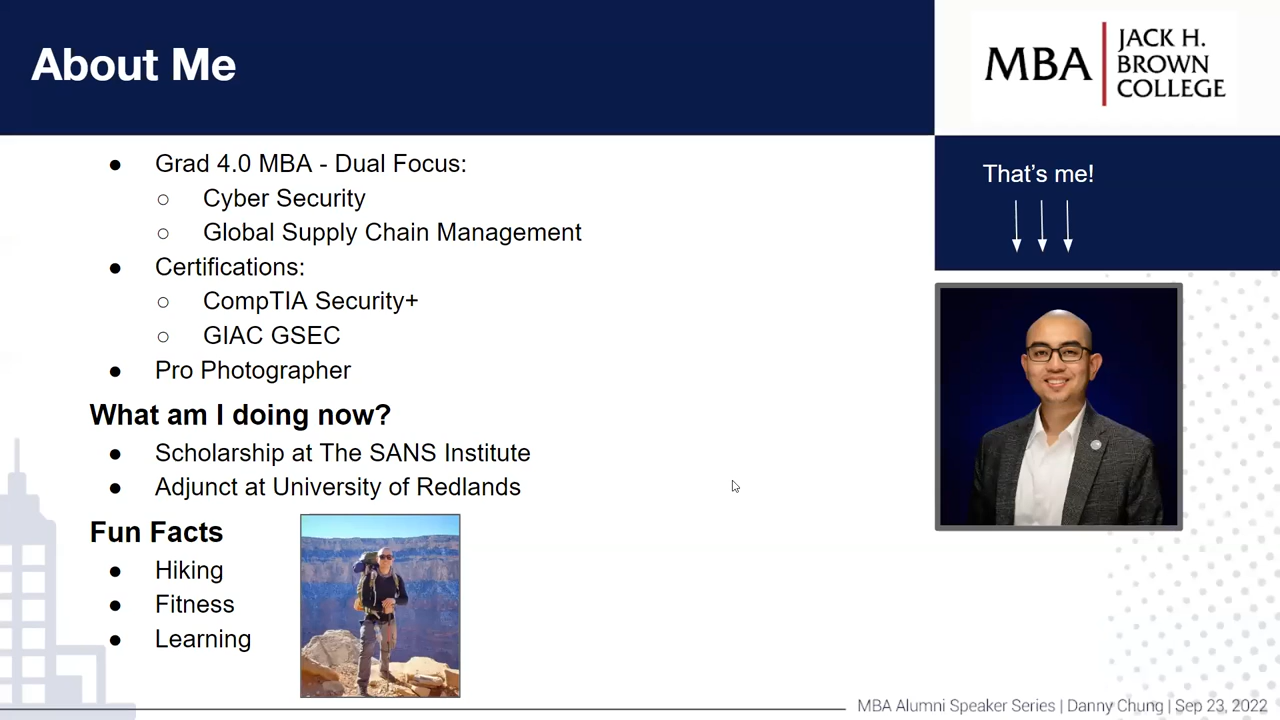 About Me
MBA
JACK H.
BROWN
COLLEGE
Grad 4.0 MBA - Dual Focus:
Cyber Security
Global Supply Chain Management
Certifications:
CompTIA Security+
GIAC GSEC
Pro Photographer
What am I doing now?
Scholarship at The SANS Institute
Adjunct at University of Redlands
Fun Facts
Hiking
Fitness
Learning
That's me!
MBA Alumni Speaker Series | Danny Chung | Sep 23, 2022